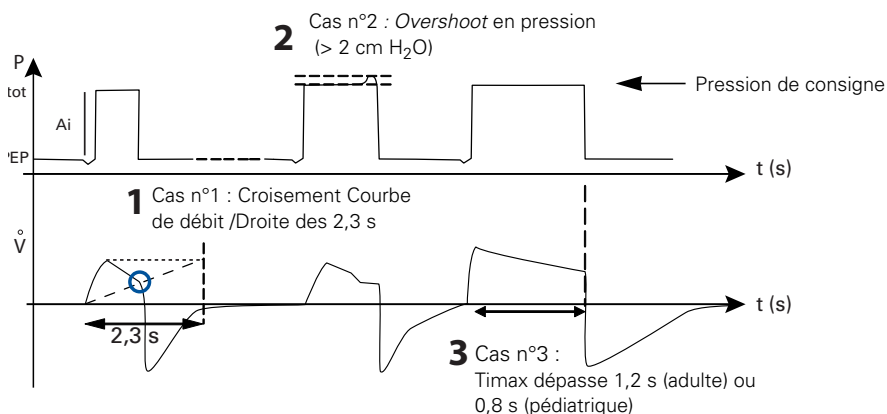 2
Cas n°2 : Overshoot en pression
(> 2 cm H2O)
P
tot
Pression de consigne
Ai
PEP
t (s)
1
Cas n°1 : Croisement Courbe
de débit /Droite des 2,3 s
V̊
t (s)
2,3 s
3
Cas n°3 :
Timax dépasse 1,2 s (adulte) ou
0,8 s (pédiatrique)